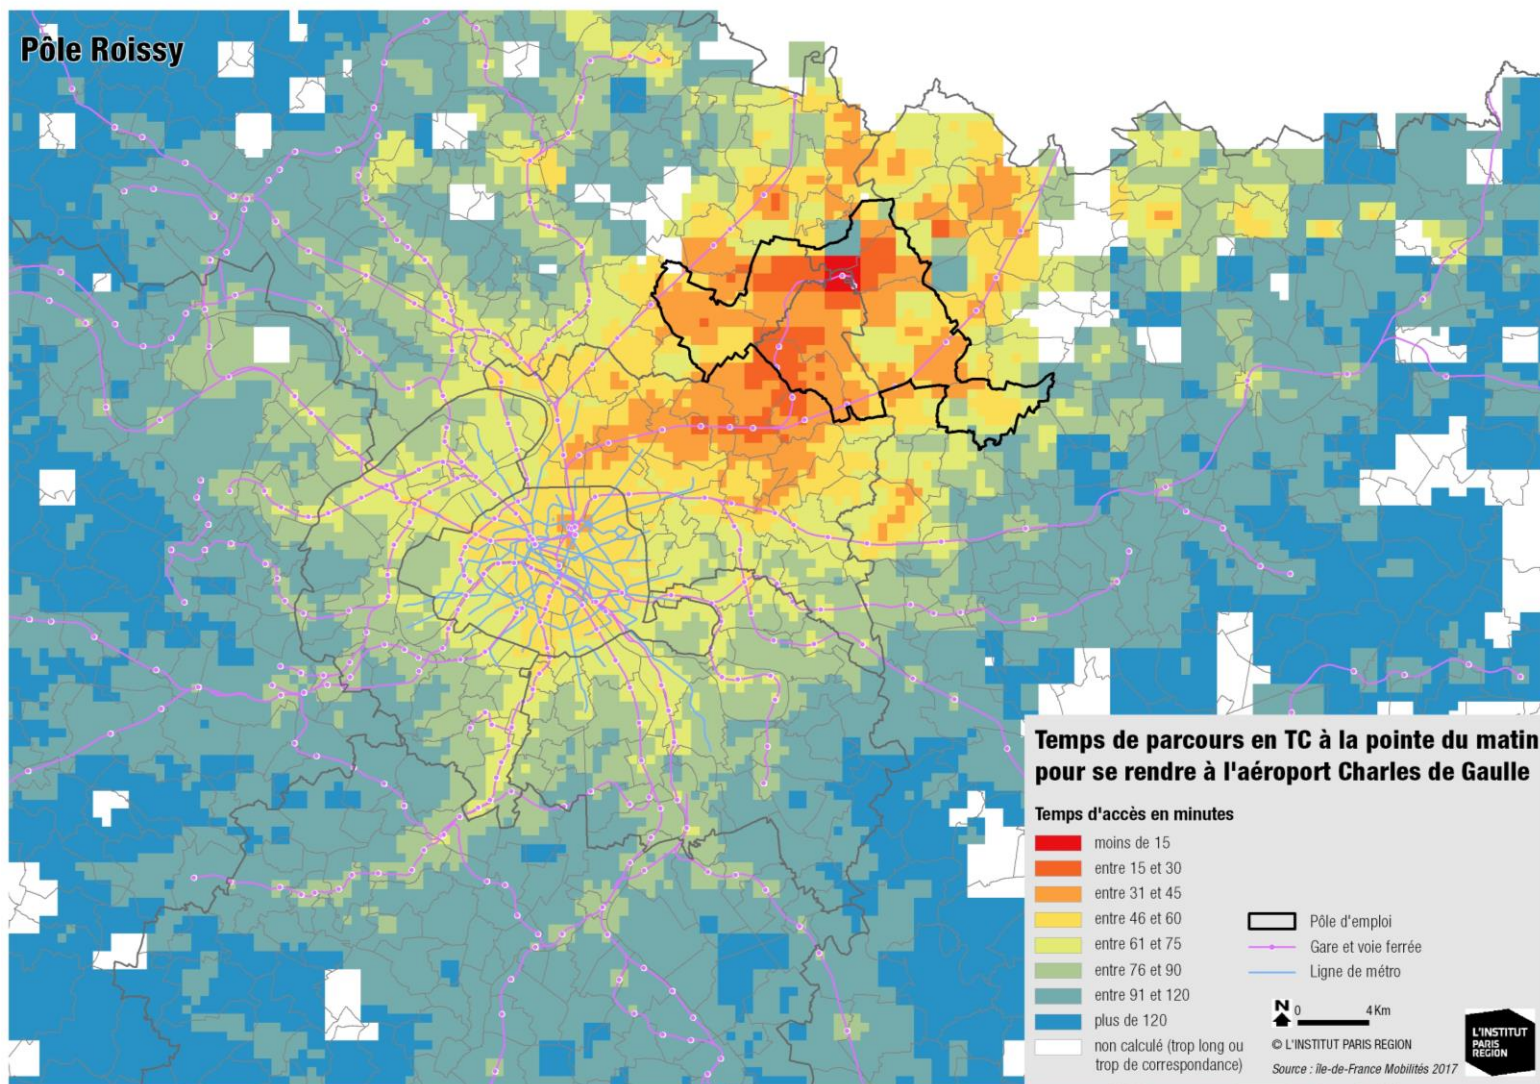 Pôle Roissy
Temps de parcours en TC à la pointe du matin
pour se rendre à l'aéroport Charles de Gaulle
Temps d'accès en minutes
moins de 15
entre 15 et 30
entre 31 et 45
entre 46 et 60
entre 61 et 75
entre 76 et 90
entre 91 et 120
plus de 120
non calculé (trop long ou
trop de correspondance)
Pôle d'emploi
Gare et voie ferrée
Ligne de métro
N
0 4 Km
© L'INSTITUT PARIS REGION
Source : île-de-France Mobilités 2017
L'INSTITUT
PARIS
REGION